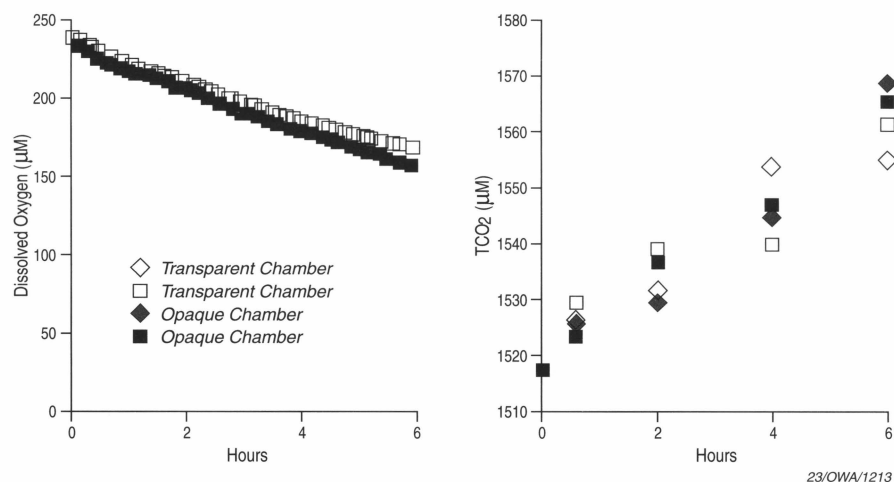 250
200
150
100
50
0
Dissolved Oxygen (μM)
0 2 4 6
Hours
Transparent Chamber
Transparent Chamber
Opaque Chamber
Opaque Chamber
1580
1570
1560
1550
1540
1530
1520
1510
TCO2 (μM)
0 2 4 6
Hours
23/OWA/1213